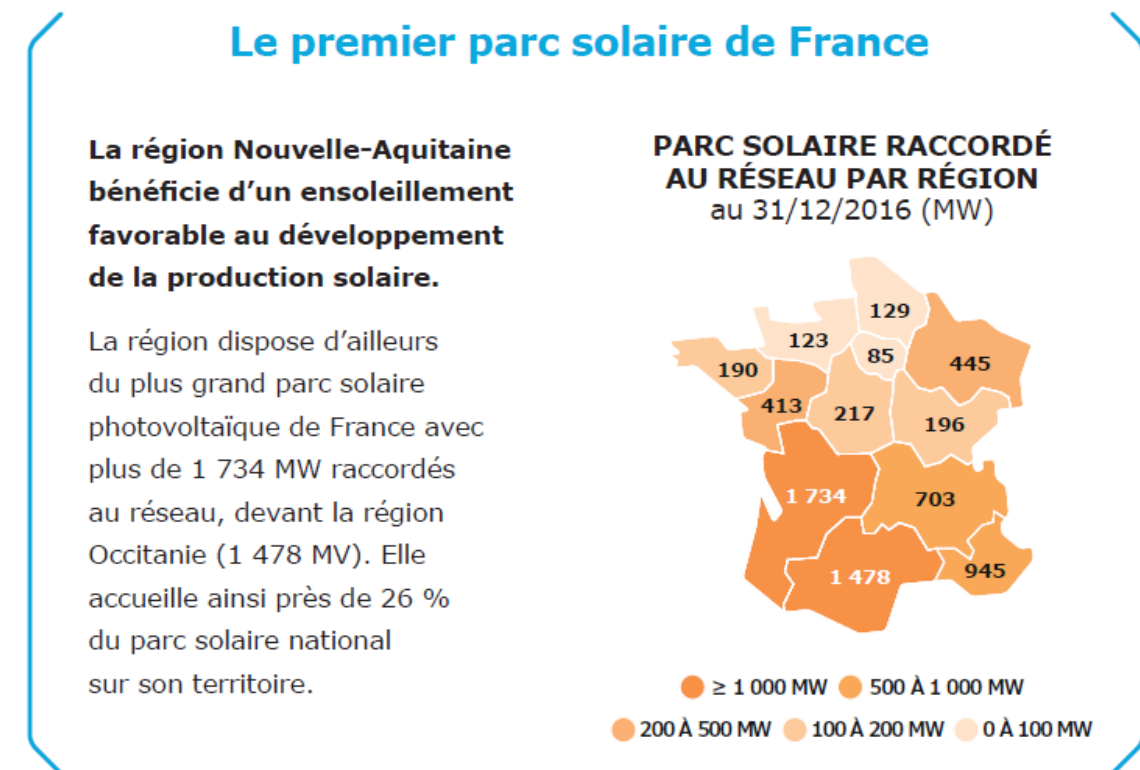 Le premier parc solaire de France
La région Nouvelle-Aquitaine
bénéficie d’un ensoleillement
favorable au développement
de la production solaire.
La région dispose d’ailleurs
du plus grand parc solaire
photovoltaïque de France avec
plus de 1 734 MW raccordés
au réseau, devant la région
Occitanie (1 478 MV). Elle
accueille ainsi près de 26 %
du parc solaire national
sur son territoire.
PARC SOLAIRE RACCORDÉ
AU RÉSEAU PAR RÉGION
au 31/12/2016 (MW)
129
123
85
190
445
413
217
196
1 734
703
1 478
945
≥ 1 000 MW 500 À 1 000 MW
200 À 500 MW 100 À 200 MW 0 À 100 MW